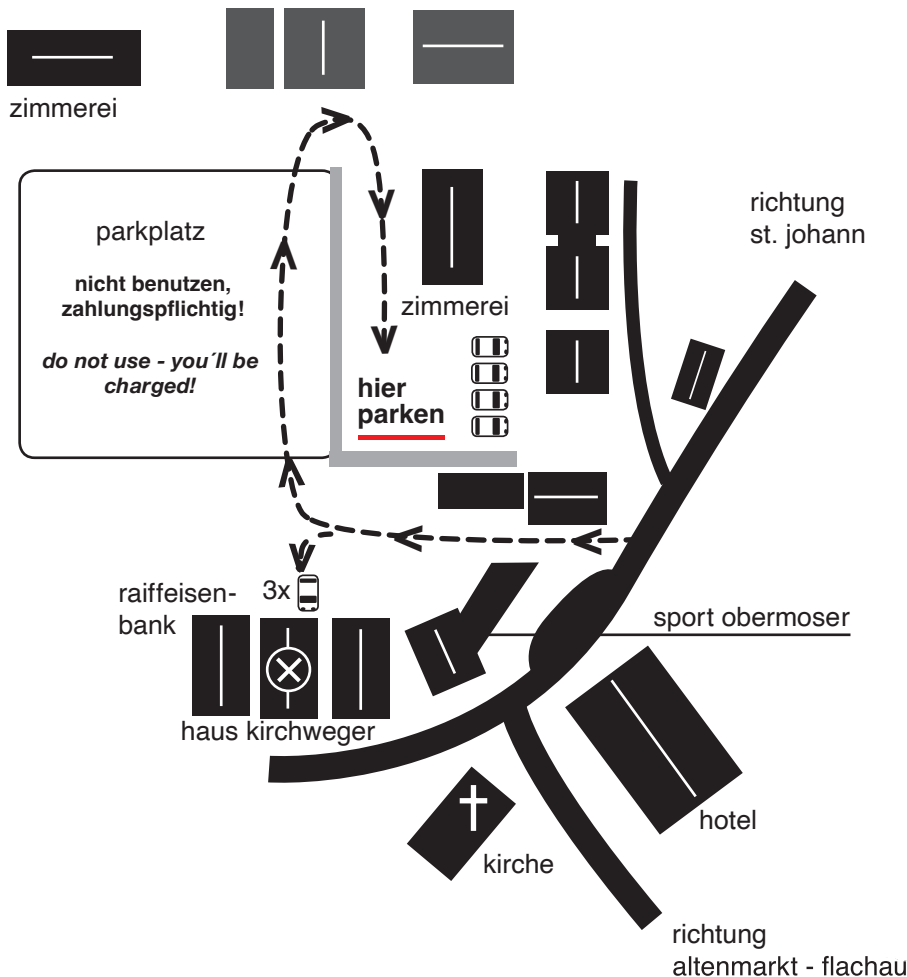 zimmerei
richtung
st. johann
parkplatz
nicht benutzen,
zahlungspflichtig!
do not use - you´ll be
charged!
zimmerei
hier
parken
raiffeisen-
bank
3x
sport obermoser
haus kirchweger
hotel
kirche
richtung
altenmarkt - flachau